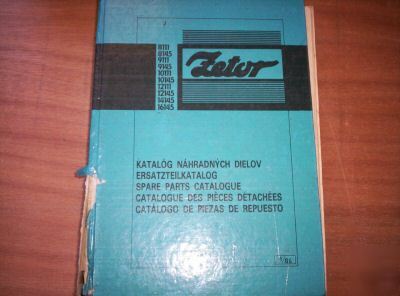 8111
8145
9111
9145
10111
10145
12111
12145
14145
16145
Zetor
KATALÓG NÁHRADNÝCH DIELOV
ERSATZTEILKATALOG
SPARE PARTS CATALOGUE
CATALOGUE DES PIÈCES DÉTACHÉES
CATÁLOGO DE PIEZAS DE REPUESTO